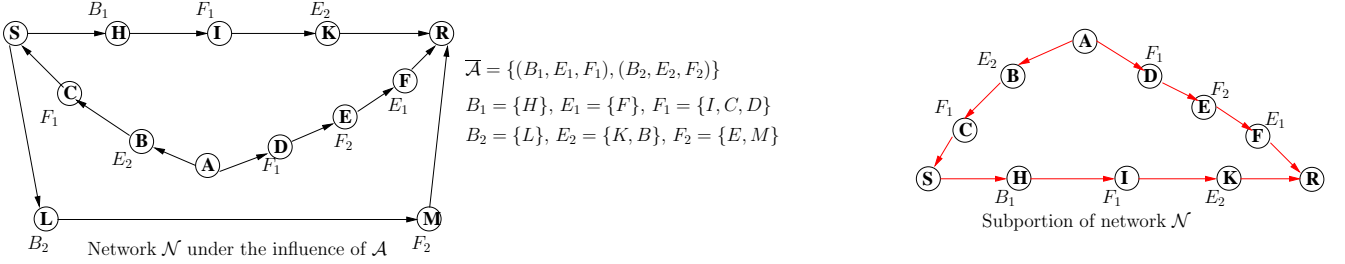 B₁ F₁ E₂
S H I K R
C F
F₁ E₁
B E
E₂ D F₂
A F₁
L M
B₂ F₂
Network 𝒩 under the influence of 𝒜
\overline{𝒜} = {(B₁, E₁, F₁), (B₂, E₂, F₂)}
B₁ = {H}, E₁ = {F}, F₁ = {I, C, D}
B₂ = {L}, E₂ = {K, B}, F₂ = {E, M}
A
E₂ F₁
B D
F₂
F₁ E E₁
C F
S H I K R
B₁ F₁ E₂
Subportion of network 𝒩